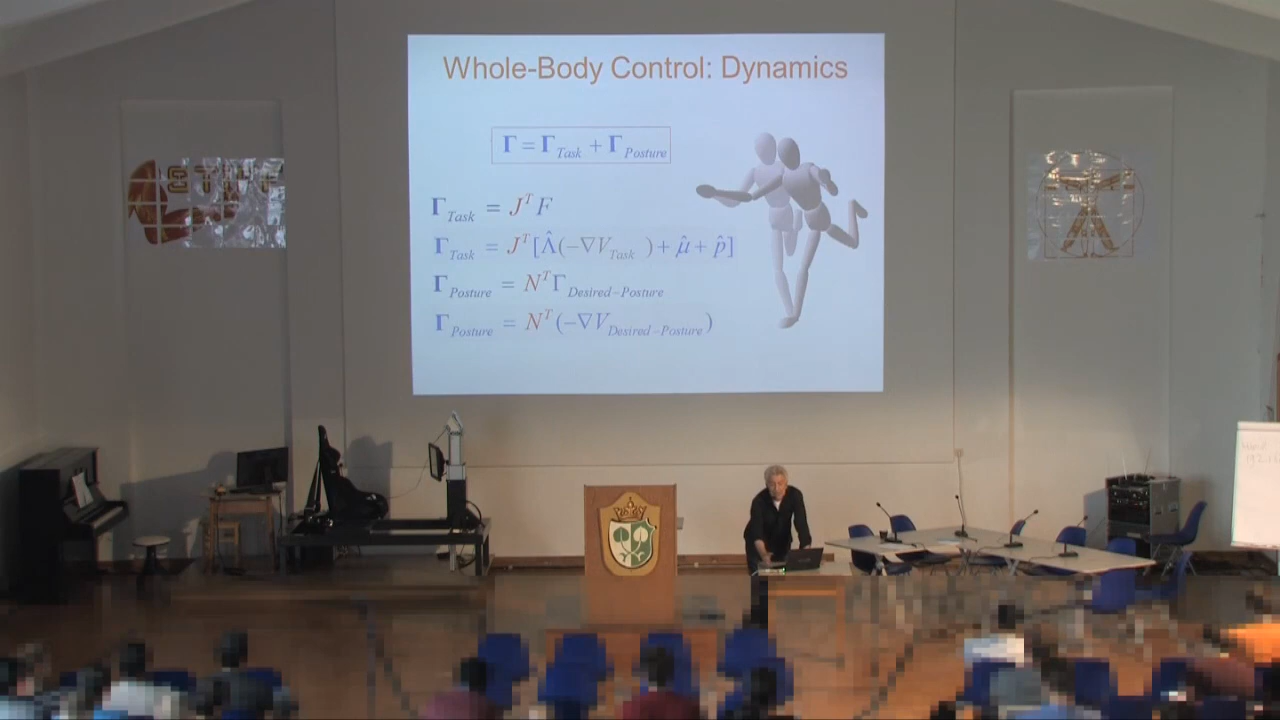 Whole-Body Control: Dynamics
Γ = Γ_Task + Γ_Posture
Γ_Task = J^T F
Γ_Task = J^T[Λ̂(−∇V_Task) + μ̂ + p̂]
Γ_Posture = N^T Γ_Desired−Posture
Γ_Posture = N^T(−∇V_Desired−Posture)